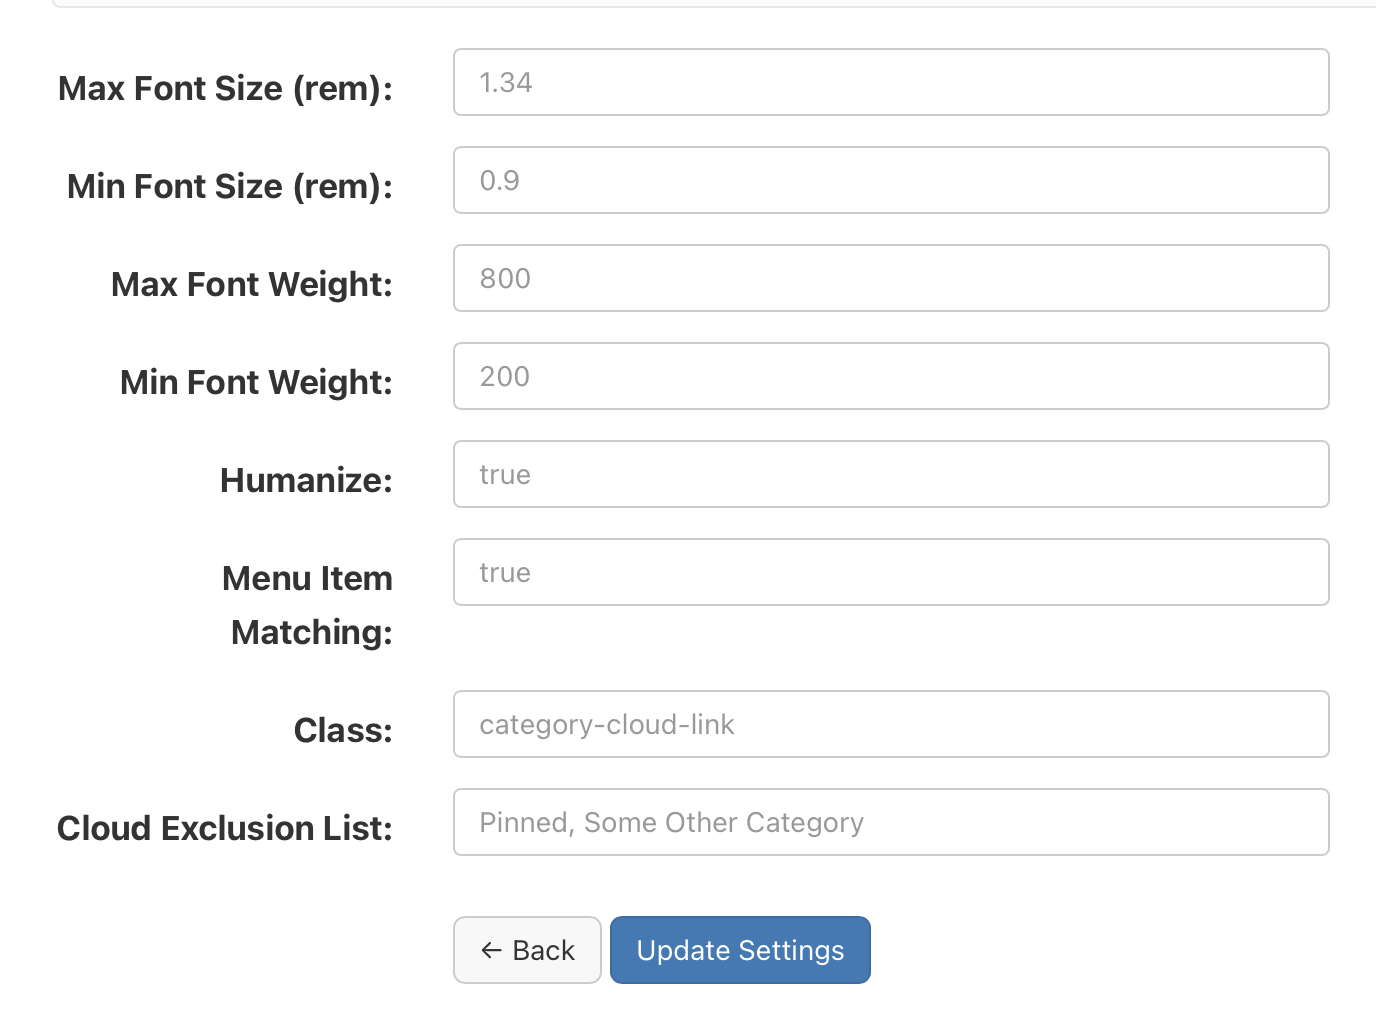 Max Font Size (rem):
1.34
Min Font Size (rem):
0.9
Max Font Weight:
800
Min Font Weight:
200
Humanize:
true
Menu Item
Matching:
true
Class:
category-cloud-link
Cloud Exclusion List:
Pinned, Some Other Category
← Back
Update Settings